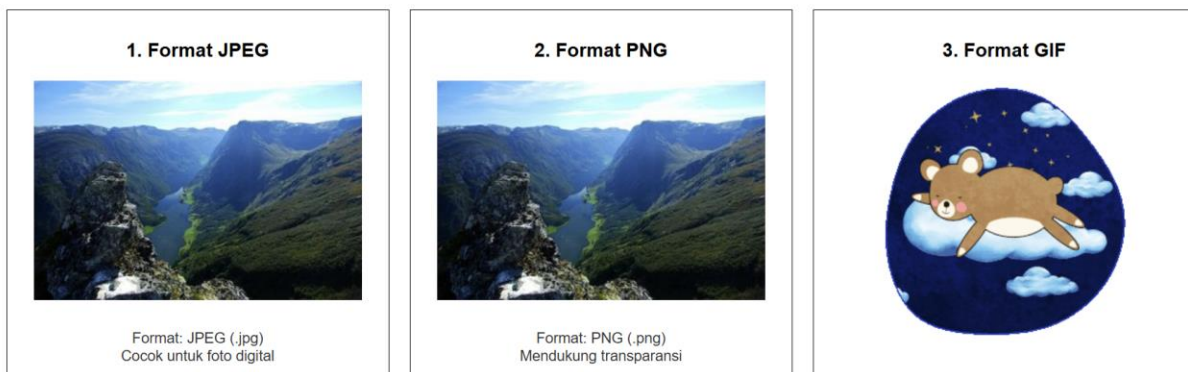 1. Format JPEG
Format: JPEG (.jpg)
Cocok untuk foto digital
2. Format PNG
Format: PNG (.png)
Mendukung transparansi
3. Format GIF